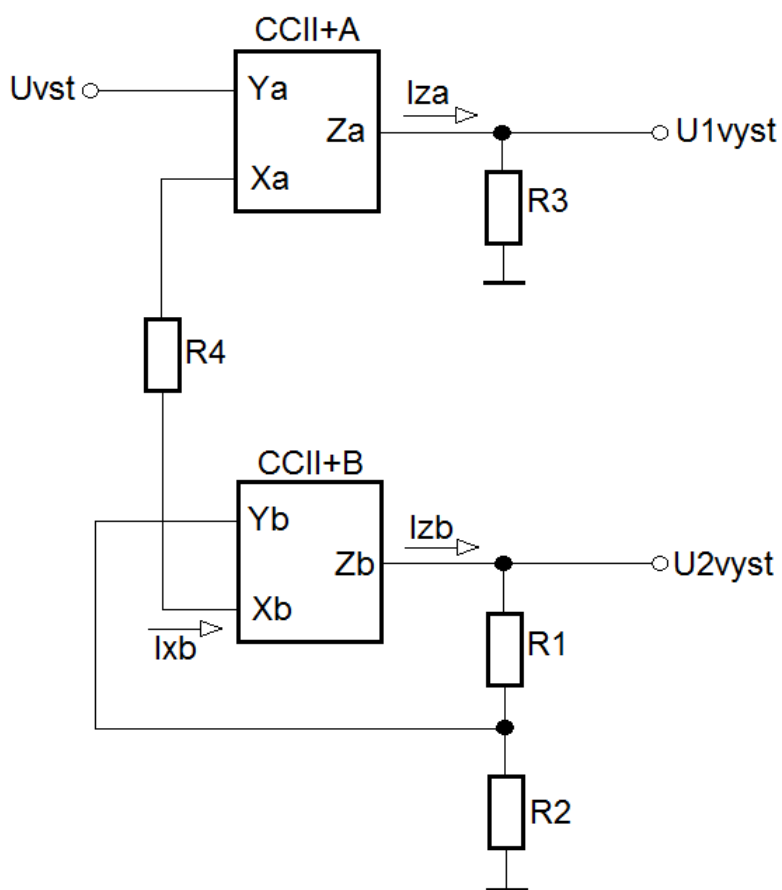 CCII+A
Uvst
Ya
Iza
Za
U1vyst
Xa
R3
R4
CCII+B
Yb
Izb
Zb
U2vyst
Xb
Ixb
R1
R2